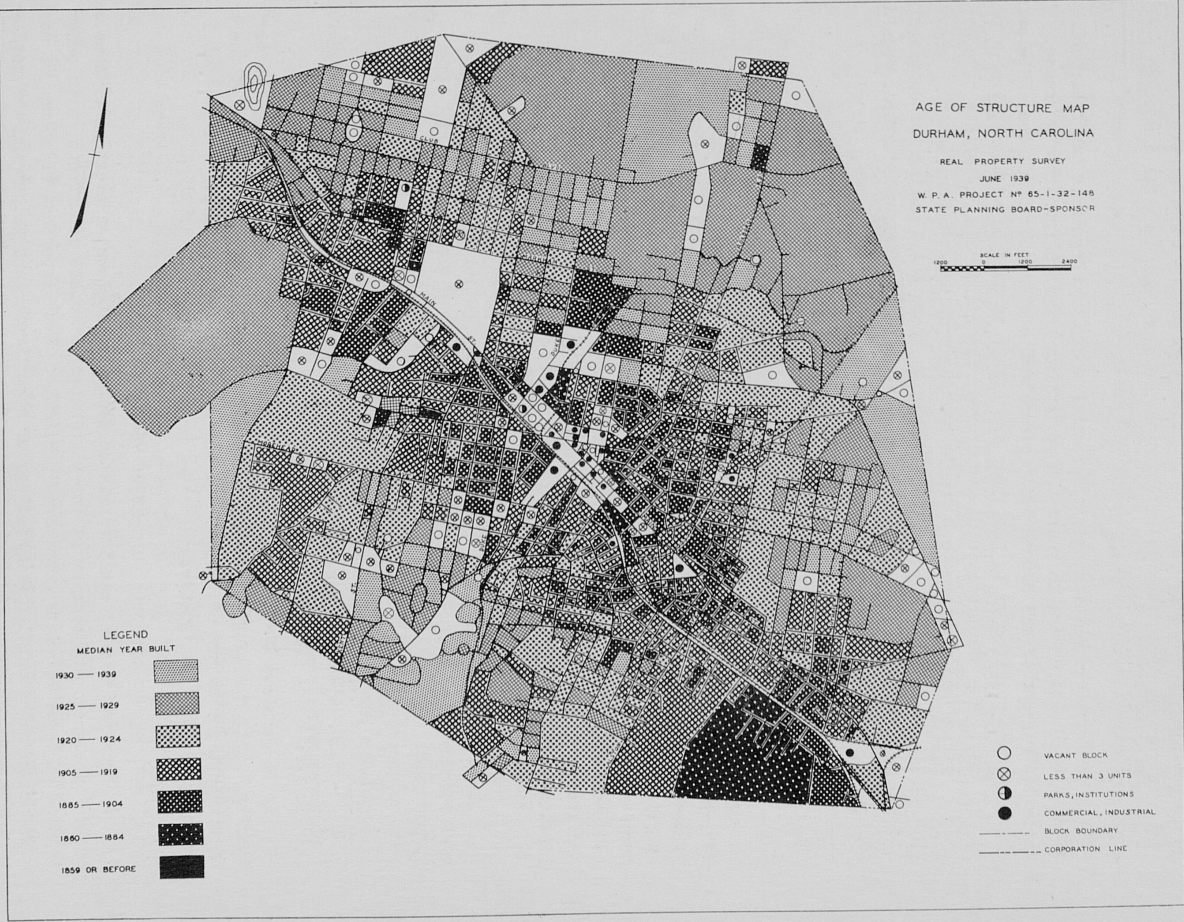 AGE OF STRUCTURE MAP
DURHAM, NORTH CAROLINA
REAL PROPERTY SURVEY
JUNE 1939
W. P. A. PROJECT Nº 65-1-32-148
STATE PLANNING BOARD-SPONSOR
SCALE IN FEET
1200 0 1200 2400
CLUB
MAIN ST
DUKE
LEGEND
MEDIAN YEAR BUILT
1930 — 1939
1925 — 1929
1920 — 1924
1905 — 1919
1885 — 1904
1860 — 1884
1859 OR BEFORE
VACANT BLOCK
LESS THAN 3 UNITS
PARKS, INSTITUTIONS
COMMERCIAL, INDUSTRIAL
BLOCK BOUNDARY
CORPORATION LINE